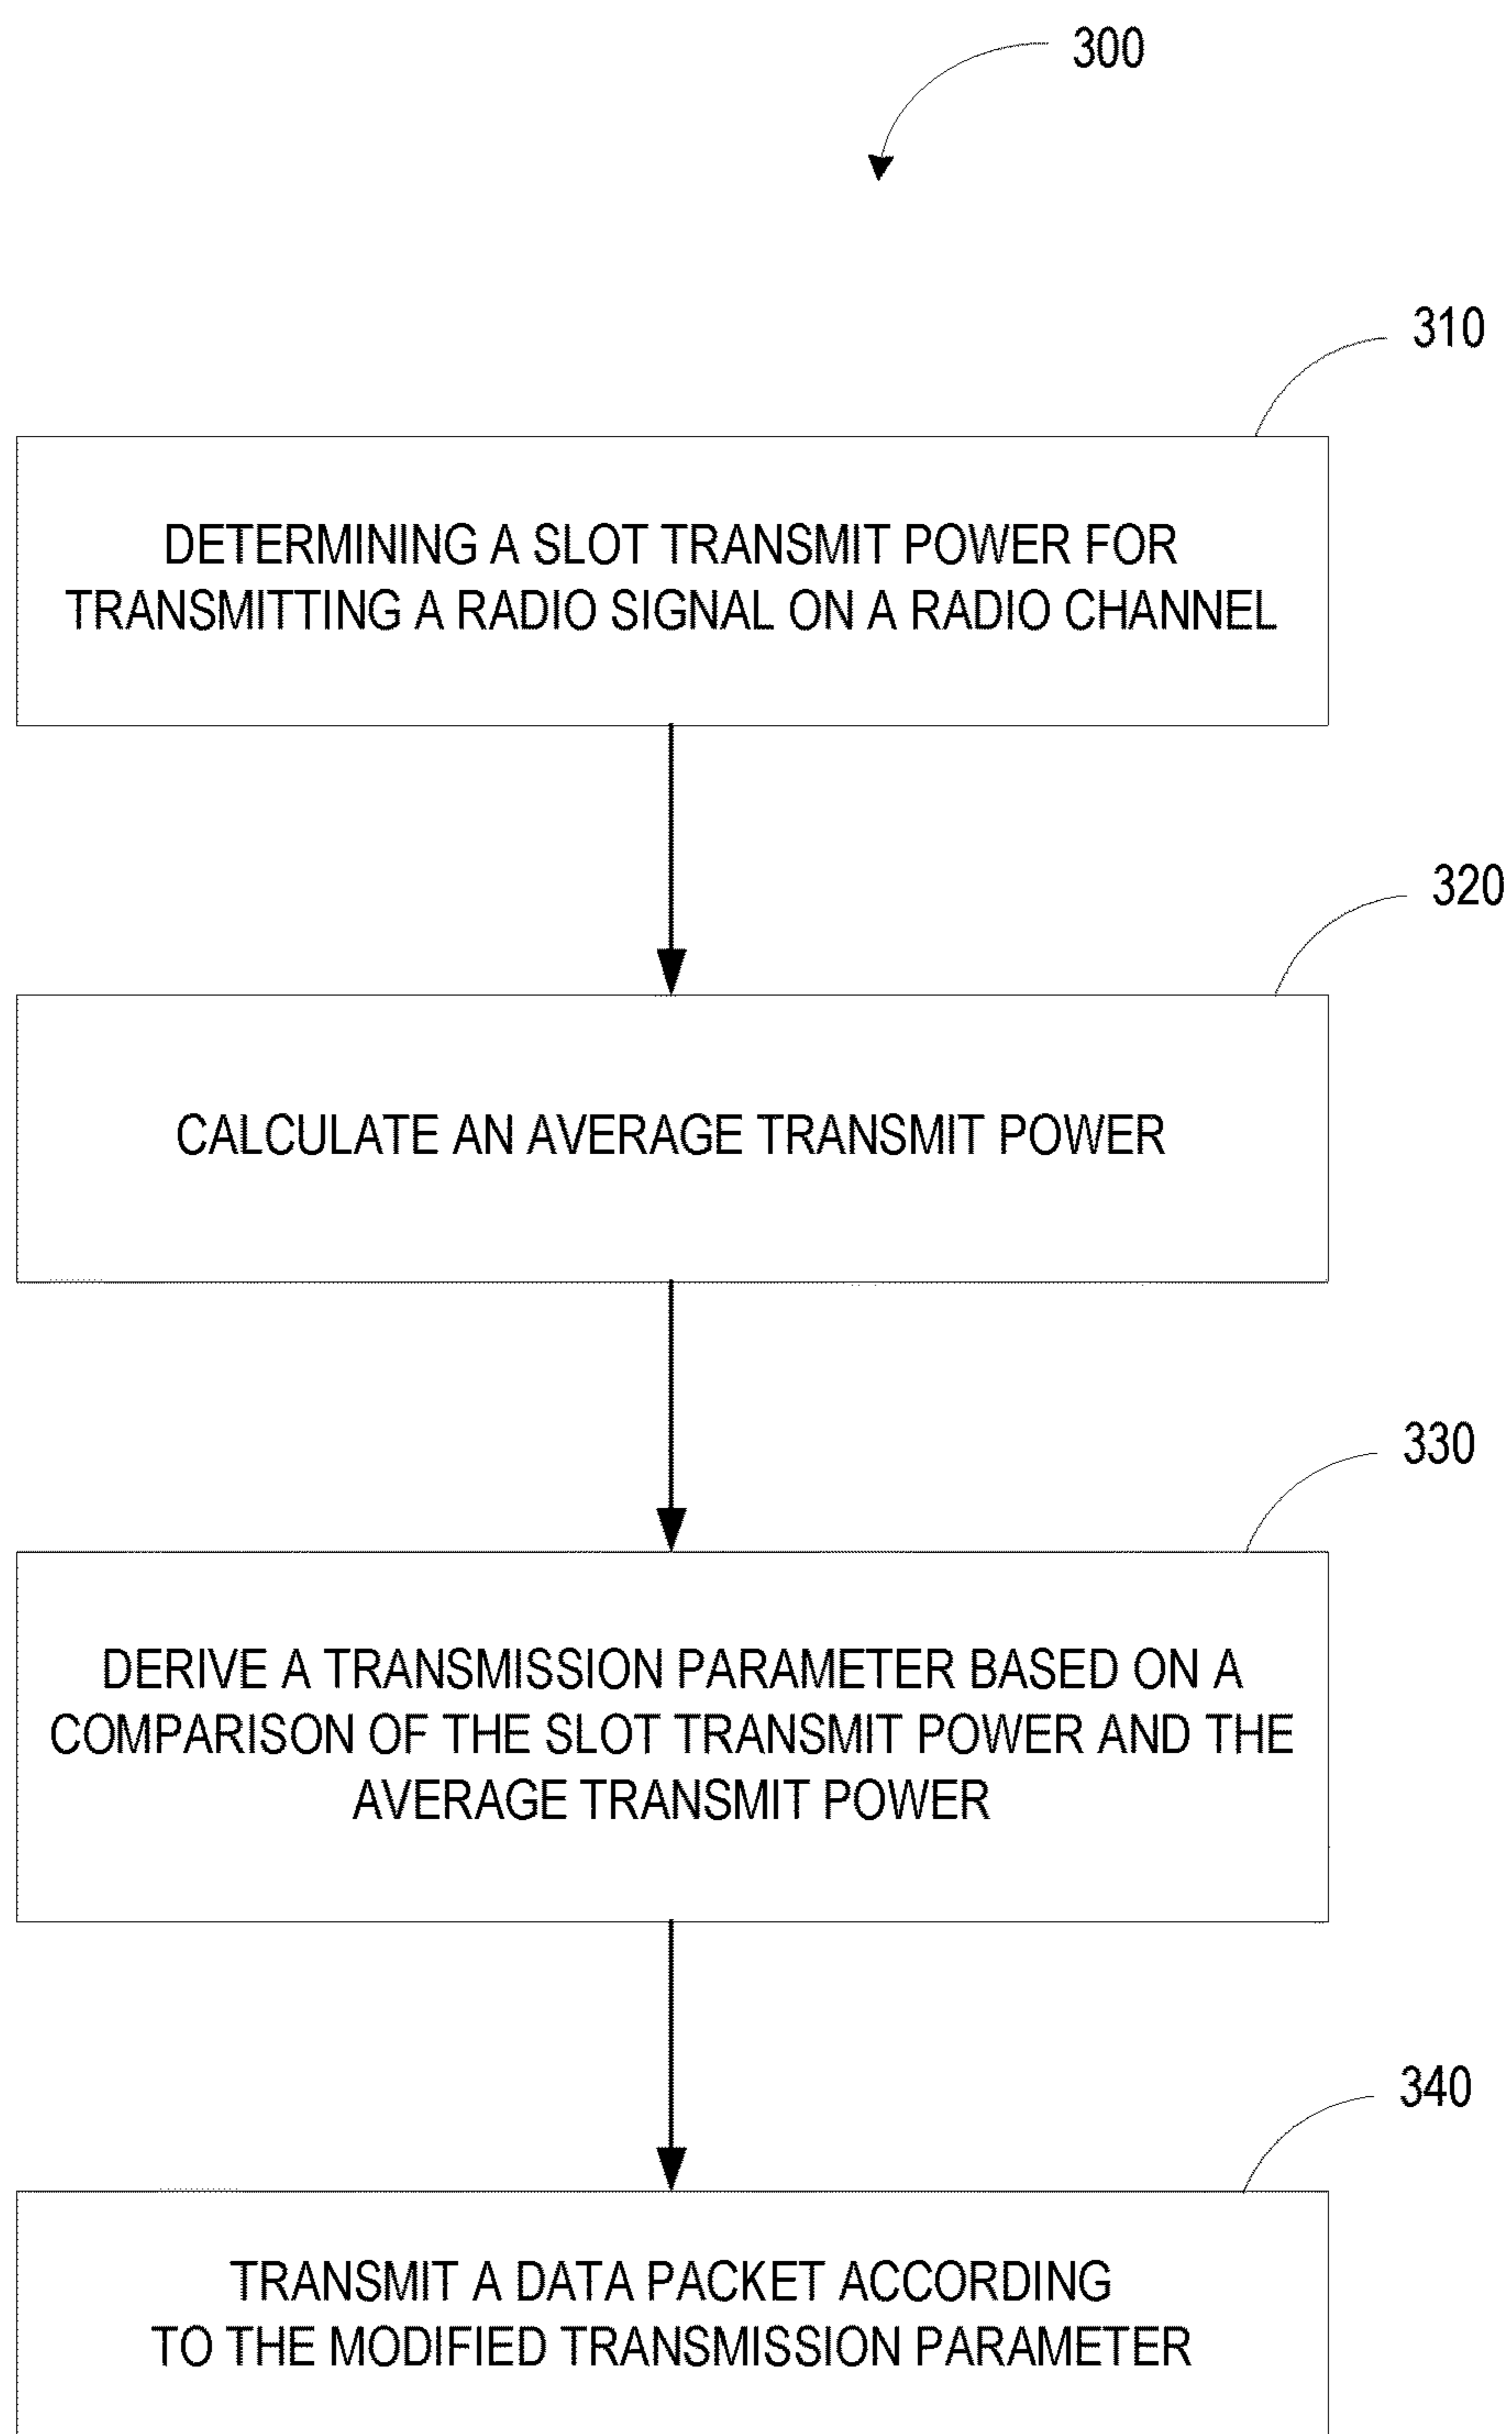 300
310
DETERMINING A SLOT TRANSMIT POWER FOR
TRANSMITTING A RADIO SIGNAL ON A RADIO CHANNEL
320
CALCULATE AN AVERAGE TRANSMIT POWER
330
DERIVE A TRANSMISSION PARAMETER BASED ON A
COMPARISON OF THE SLOT TRANSMIT POWER AND THE
AVERAGE TRANSMIT POWER
340
TRANSMIT A DATA PACKET ACCORDING
TO THE MODIFIED TRANSMISSION PARAMETER